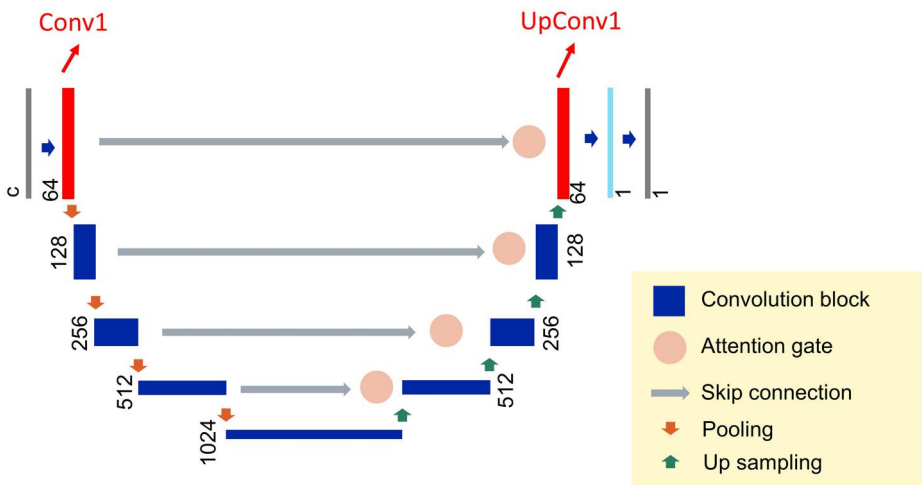 Conv1
UpConv1
c
64
64
1
1
128
128
256
256
512
512
1024
Convolution block
Attention gate
Skip connection
Pooling
Up sampling